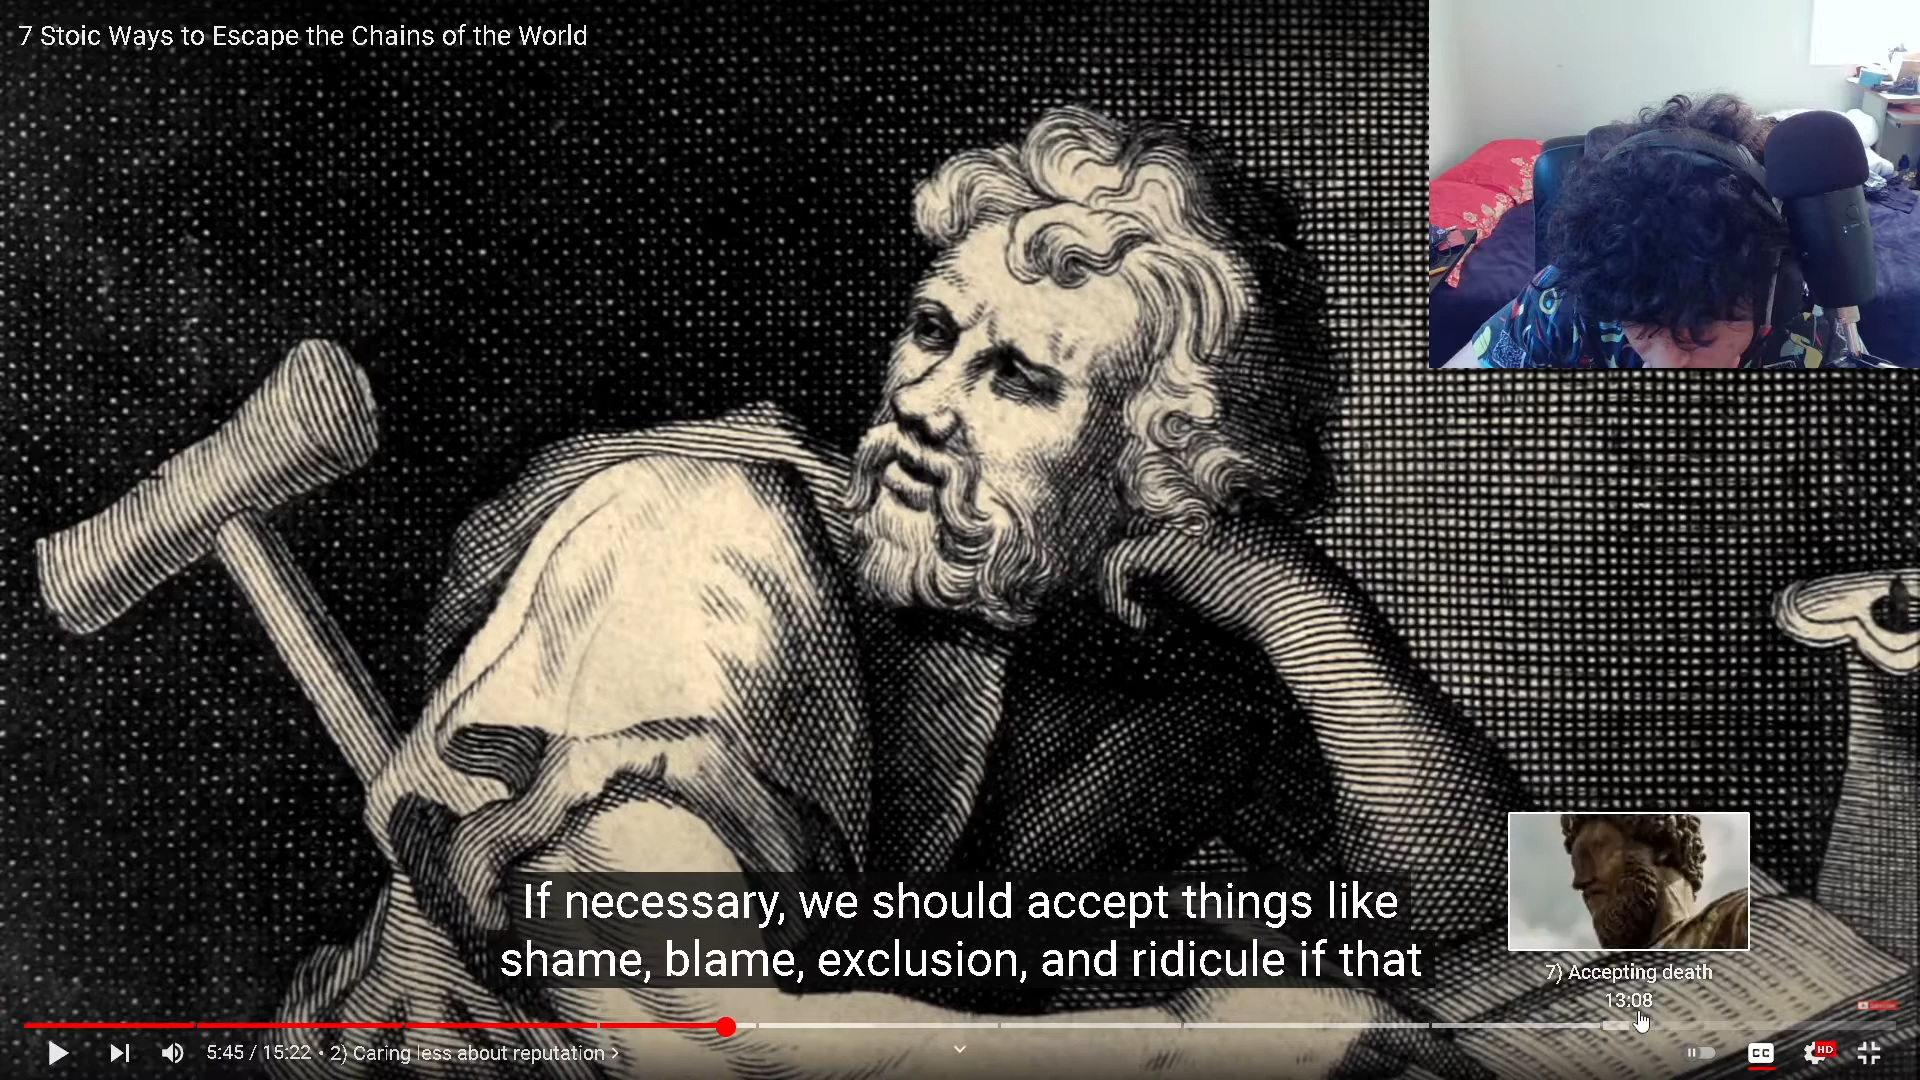 7 Stoic Ways to Escape the Chains of the World
If necessary, we should accept things like
shame, blame, exclusion, and ridicule if that
7) Accepting death
13:08
5:45 / 15:22 • 2) Caring less about reputation >
CC
HD